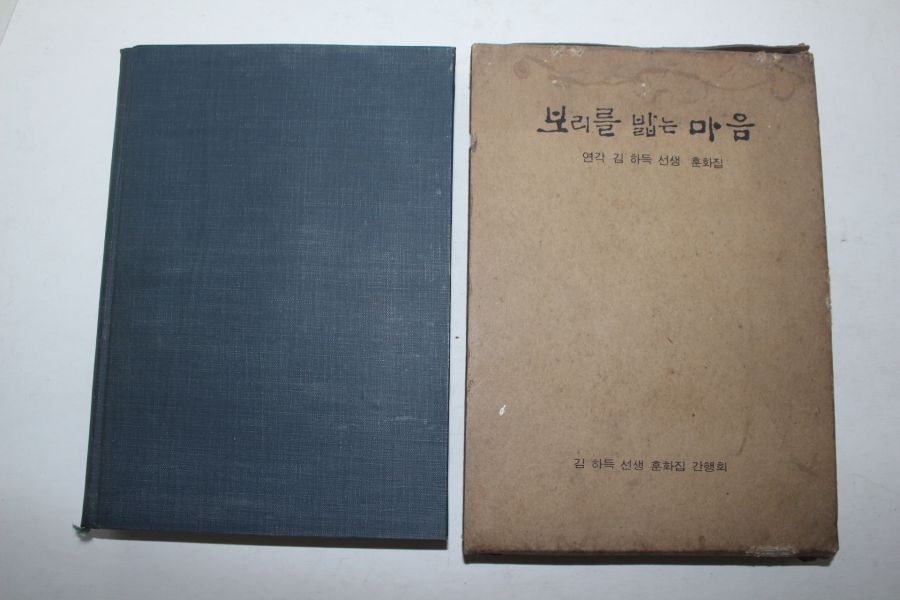 보리를 밟는 마음
연각 김 하득 선생 훈화집
김 하득 선생 훈화집 간행회